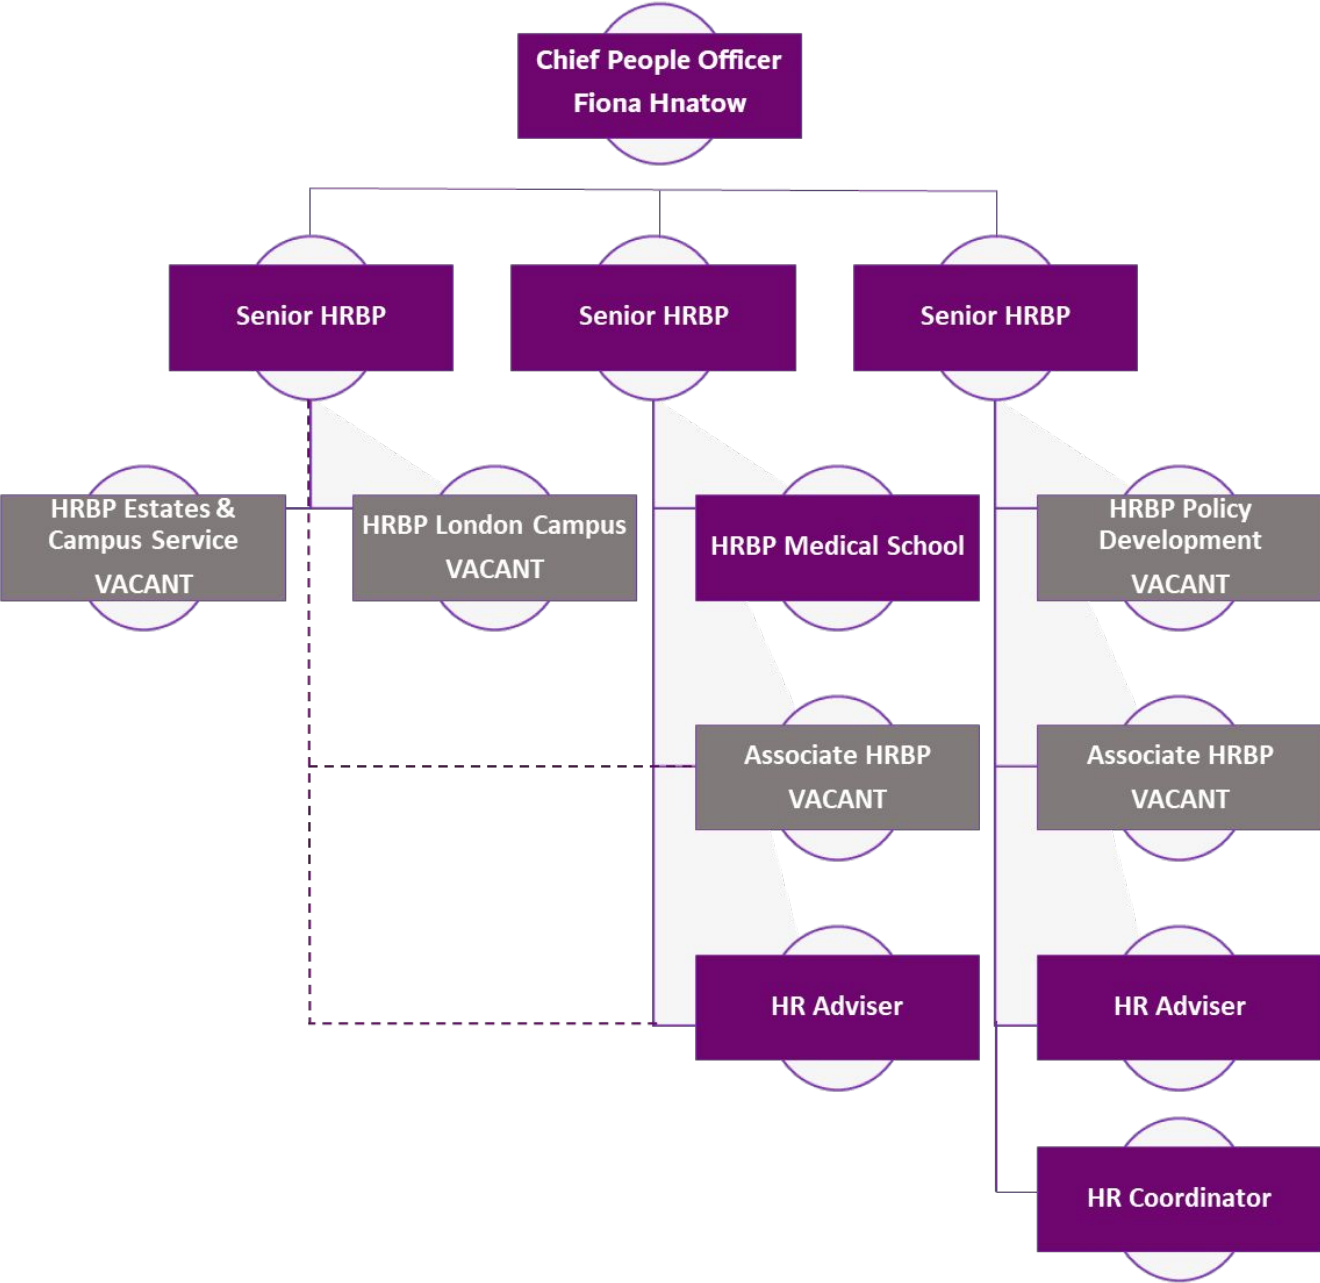 Chief People Officer
Fiona Hnatow
Senior HRBP
Senior HRBP
Senior HRBP
HRBP Estates &
Campus Service
VACANT
HRBP London Campus
VACANT
HRBP Medical School
HRBP Policy
Development
VACANT
Associate HRBP
VACANT
Associate HRBP
VACANT
HR Adviser
HR Adviser
HR Coordinator